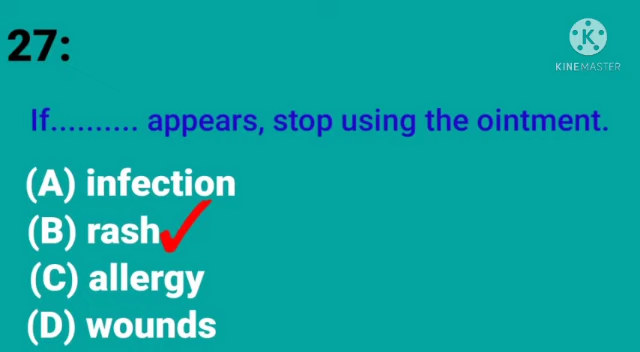 27:
K
KINEMASTER
If.......... appears, stop using the ointment.
(A) infection
(B) rash
(C) allergy
(D) wounds